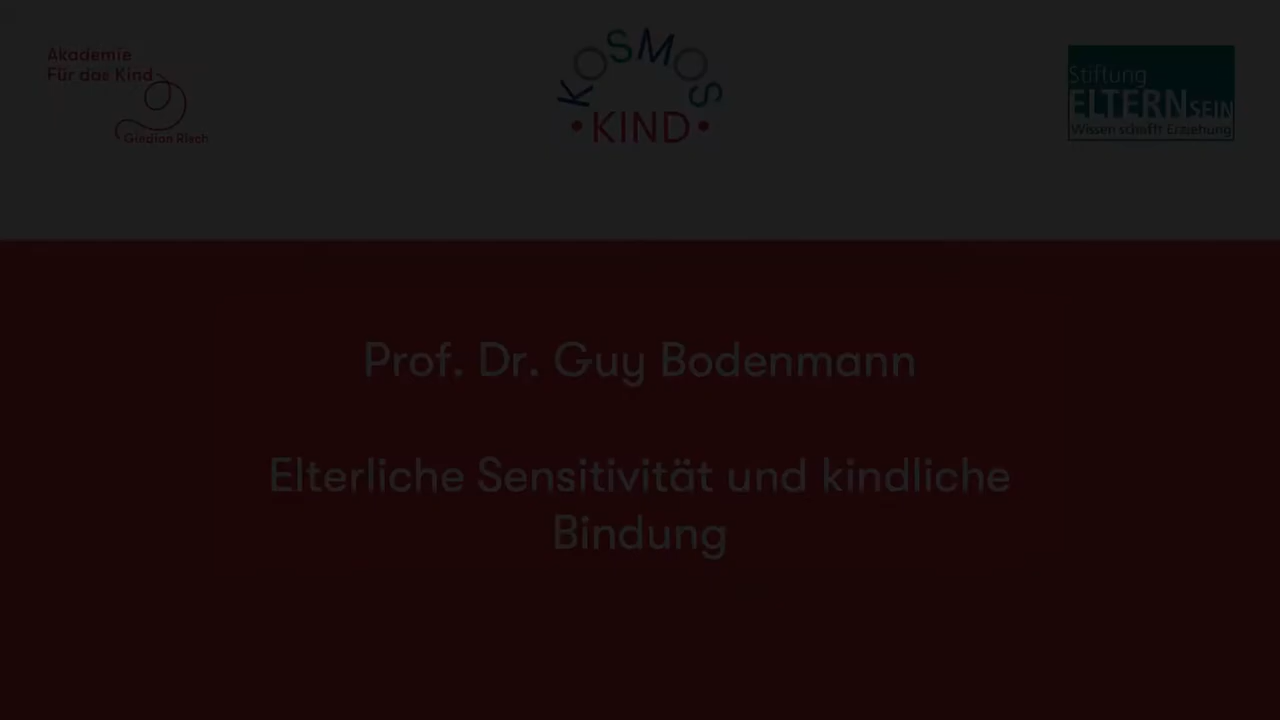 Akademie
Für das Kind
Giedion Risch
KOSMOS
• KIND •
Stiftung
ELTERNSEIN
Wissen schafft Erziehung
Prof. Dr. Guy Bodenmann
Elterliche Sensitivität und kindliche
Bindung